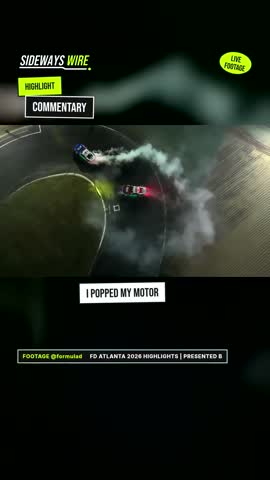 SIDEWAYS WIRE.
LIVE
FOOTAGE
HIGHLIGHT
COMMENTARY
I POPPED MY MOTOR
FOOTAGE @formulad FD ATLANTA 2026 HIGHLIGHTS | PRESENTED B